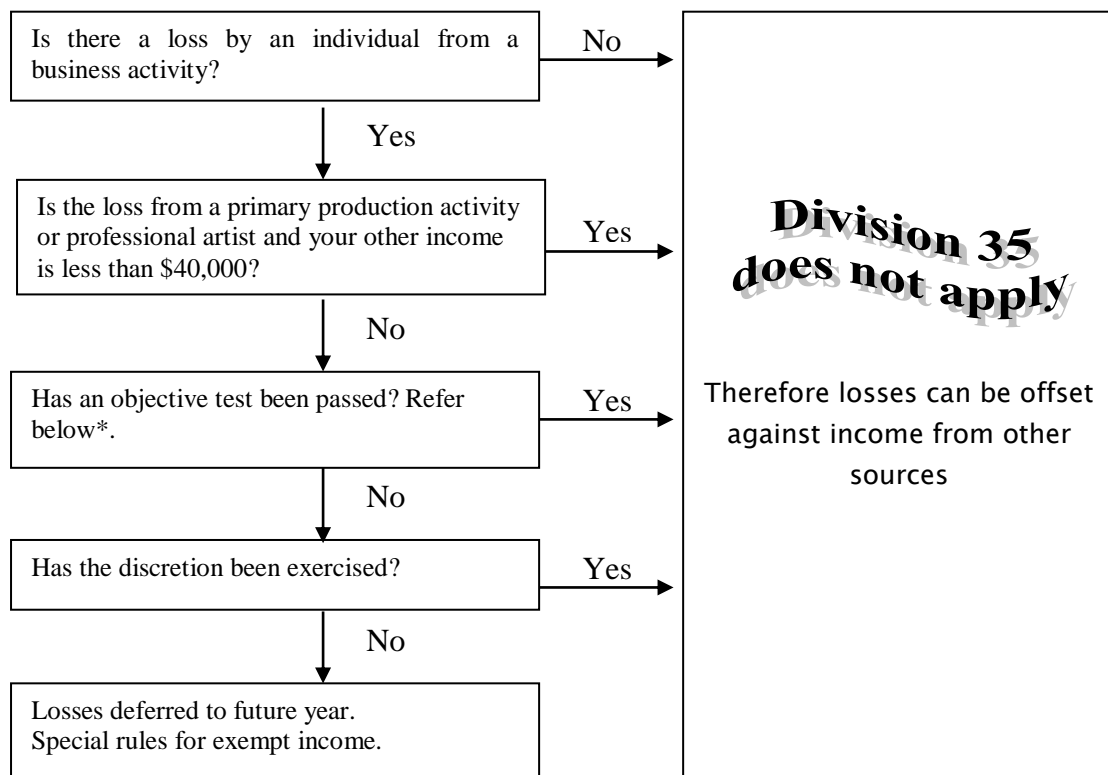 Is there a loss by an individual from a
business activity?
No
Yes
Is the loss from a primary production activity
or professional artist and your other income
is less than $40,000?
Yes
No
Has an objective test been passed? Refer
below*.
Yes
No
Has the discretion been exercised?
Yes
No
Losses deferred to future year.
Special rules for exempt income.
Division 35
does not apply
Therefore losses can be offset
against income from other
sources